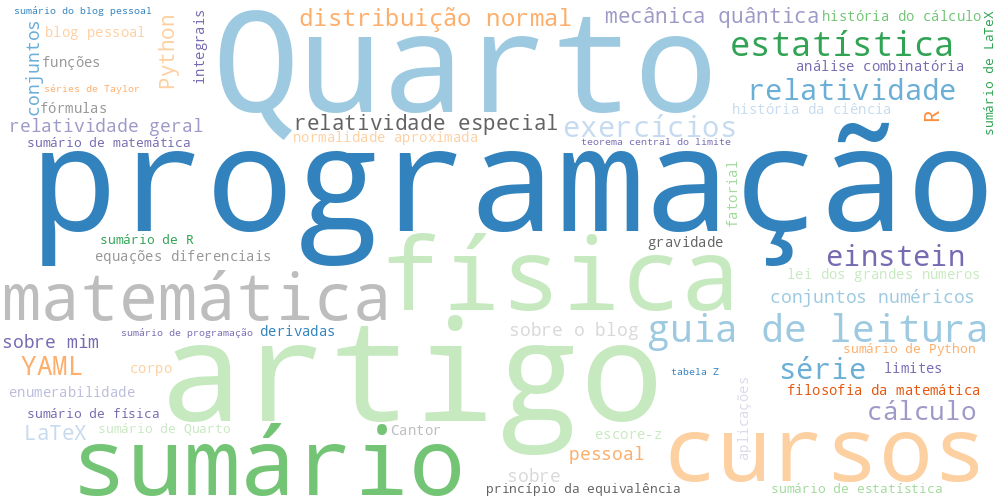 sumário do blog pessoal
blog pessoal
conjuntos
funções
séries de Taylor
fórmulas
Python
integrais
Quarto
distribuição normal
mecânica quântica
história do cálculo
sumário de LaTeX
estatística
análise combinatória
relatividade
história da ciência
R
relatividade geral
relatividade especial
exercícios
normalidade aproximada
sumário de matemática
teorema central do limite
programação
fatorial
sumário de R
gravidade
equações diferenciais
física
einstein
lei dos grandes números
matemática
conjuntos numéricos
sumário de programação
derivadas
sobre o blog
guia de leitura
sobre mim
artigo
sumário de Python
YAML
corpo
tabela Z
série
limites
enumerabilidade
filosofia da matemática
sumário de física
aplicações
cálculo
LaTeX
sumário de Quarto
Cantor
escore-z
sumário
pessoal
cursos
sobre
princípio da equivalência
sumário de estatística